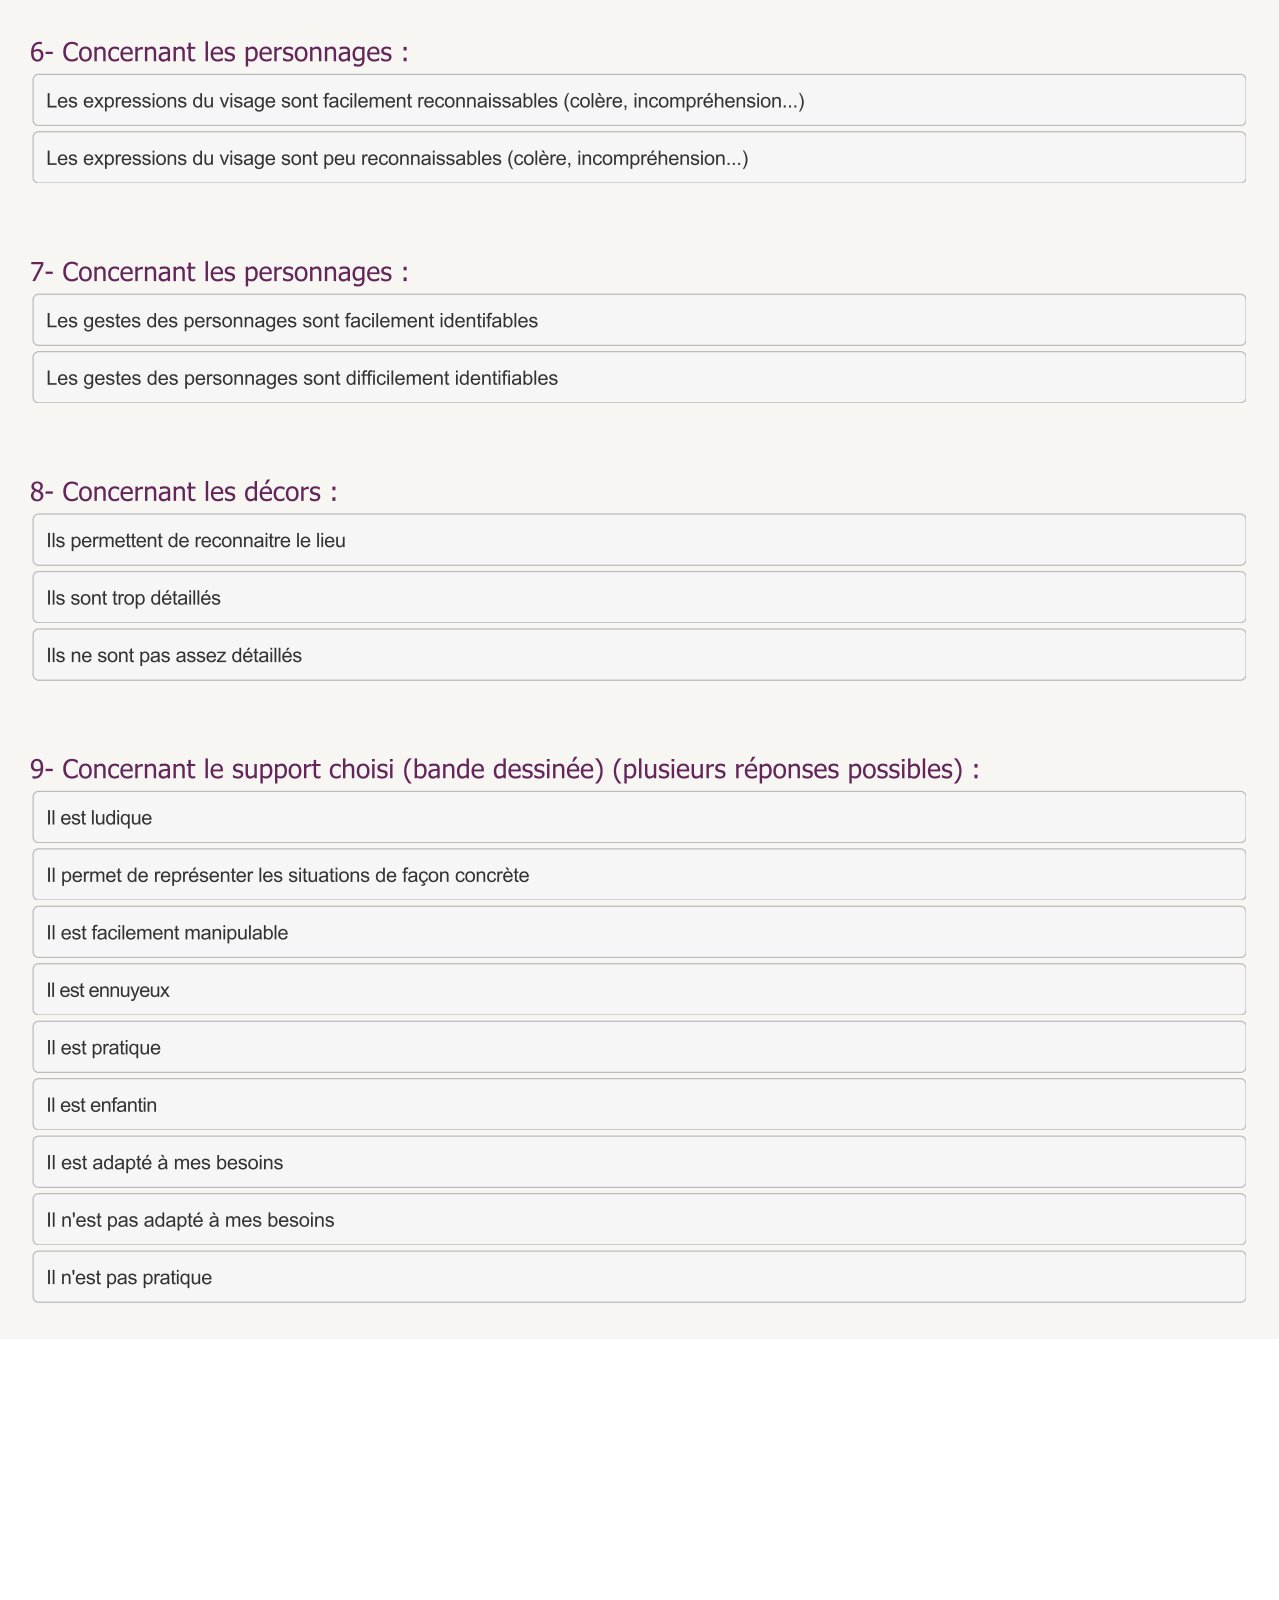 6- Concernant les personnages :
Les expressions du visage sont facilement reconnaissables (colère, incompréhension...)
Les expressions du visage sont peu reconnaissables (colère, incompréhension...)
7- Concernant les personnages :
Les gestes des personnages sont facilement identifables
Les gestes des personnages sont difficilement identifiables
8- Concernant les décors :
Ils permettent de reconnaitre le lieu
Ils sont trop détaillés
Ils ne sont pas assez détaillés
9- Concernant le support choisi (bande dessinée) (plusieurs réponses possibles) :
Il est ludique
Il permet de représenter les situations de façon concrète
Il est facilement manipulable
Il est ennuyeux
Il est pratique
Il est enfantin
Il est adapté à mes besoins
Il n'est pas adapté à mes besoins
Il n'est pas pratique